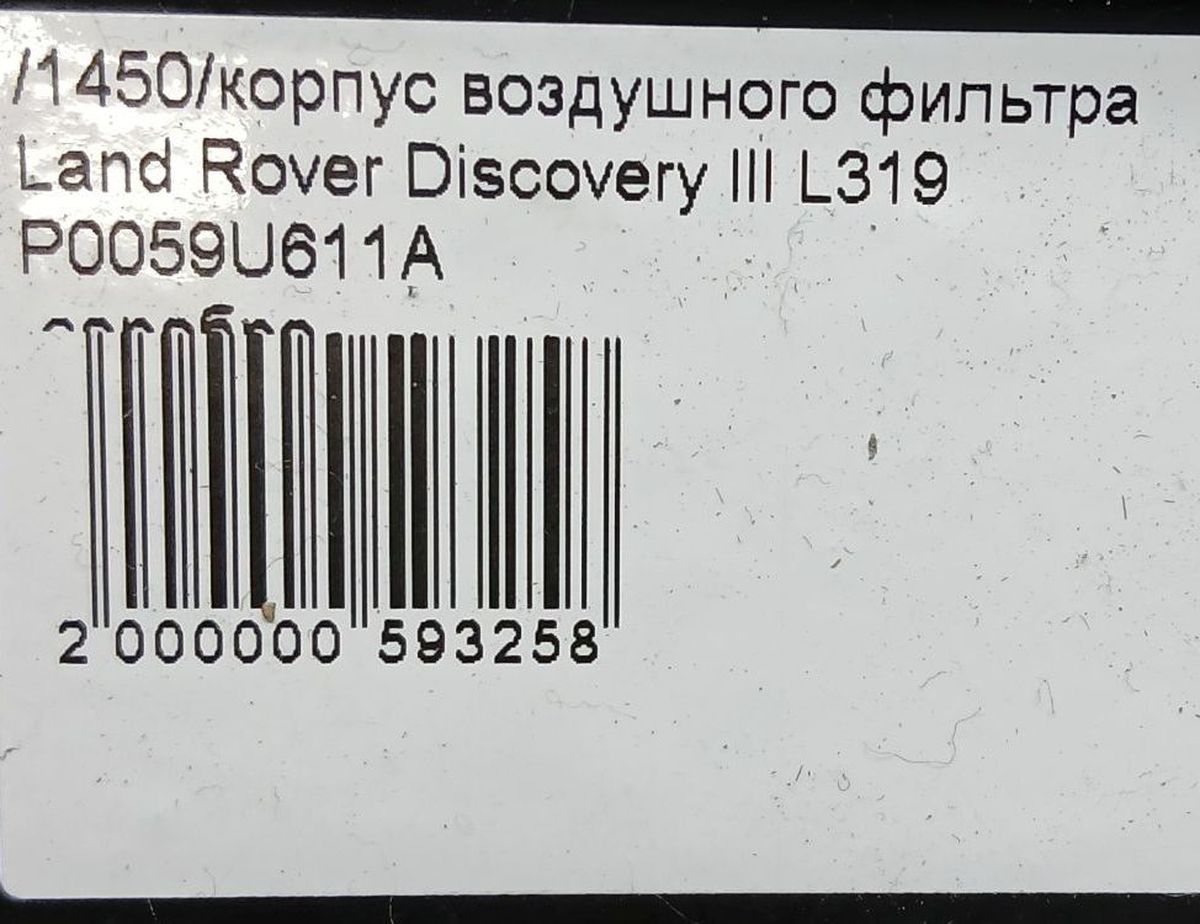 /1450/корпус воздушного фильтра
Land Rover Discovery III L319
P0059U611A
2 000000 593258